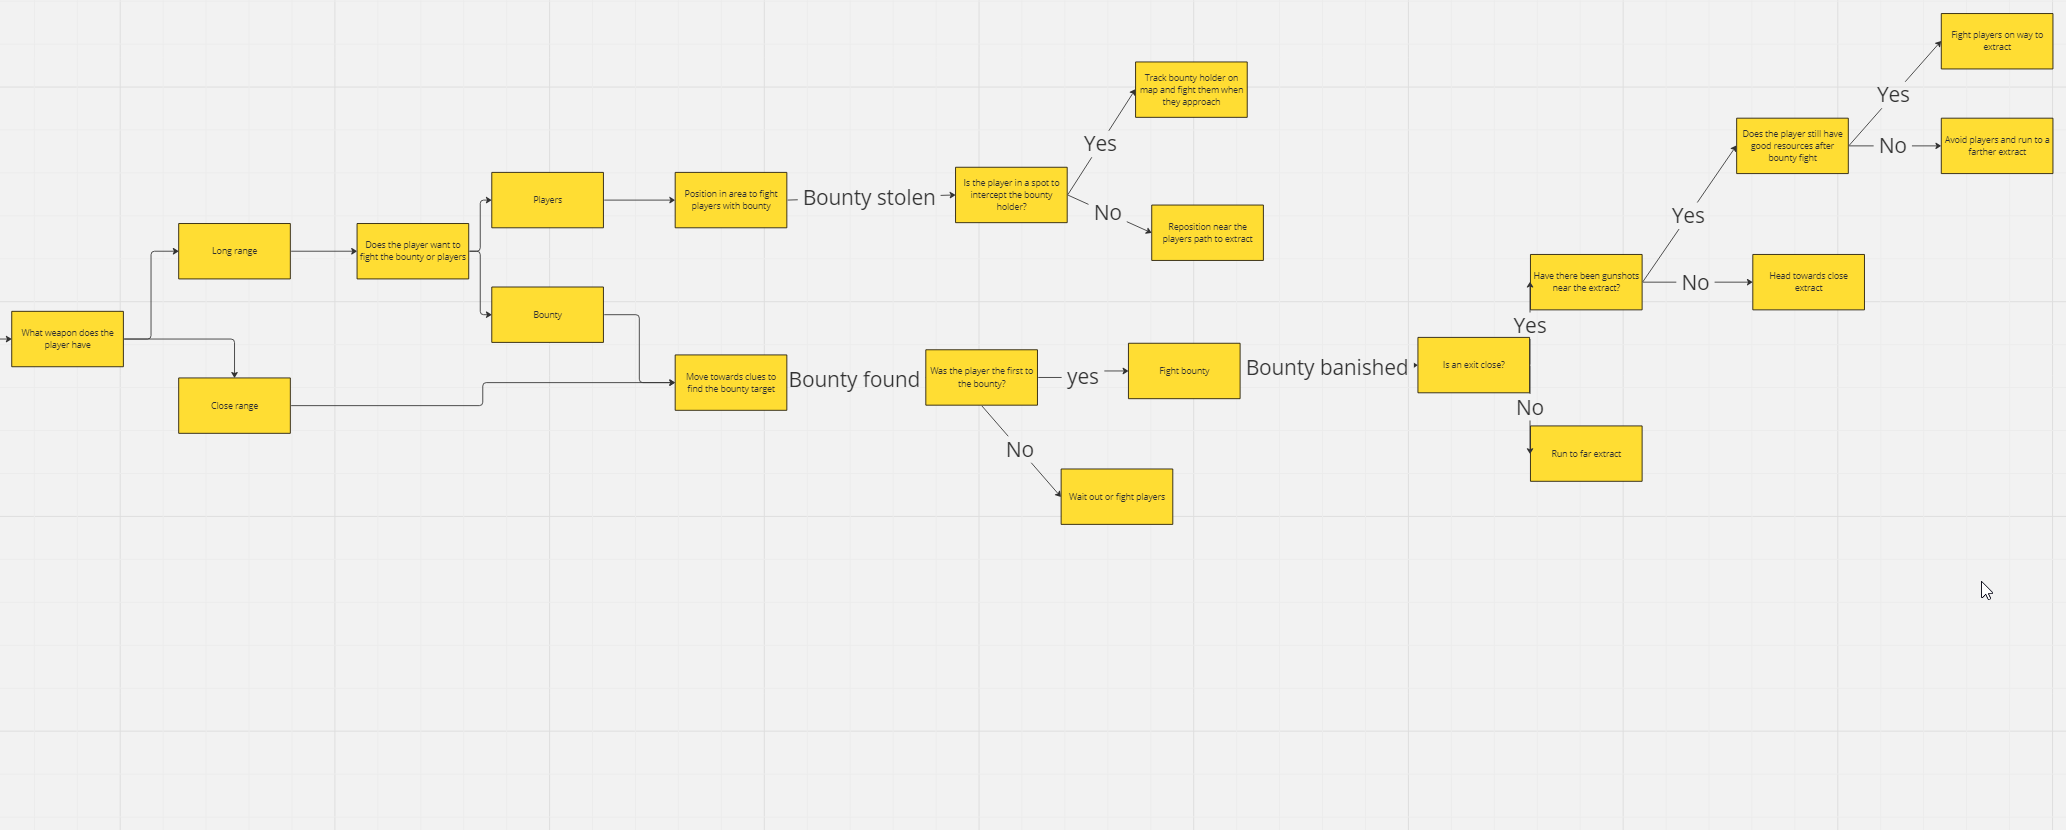 Fight players on way to
extract
Yes
Track bounty holder on
map and fight them when
they approach
Does the player still have
good resources after
bounty fight
No
Avoid players and run to a
farther extract
Yes
Players
Position in area to fight
players with bounty
Bounty stolen
Is the player in a spot to
intercept the bounty
holder?
No
Reposition near the
players path to extract
Yes
Long range
Does the player want to
fight the bounty or players
Have there been gunshots
near the extract?
No
Head towards close
extract
Bounty
Yes
What weapon does the
player have
Move towards clues to
find the bounty target
Bounty found
Was the player the first to
the bounty?
yes
Fight bounty
Bounty banished
Is an exit close?
Close range
No
No
Run to far extract
Wait out or fight players